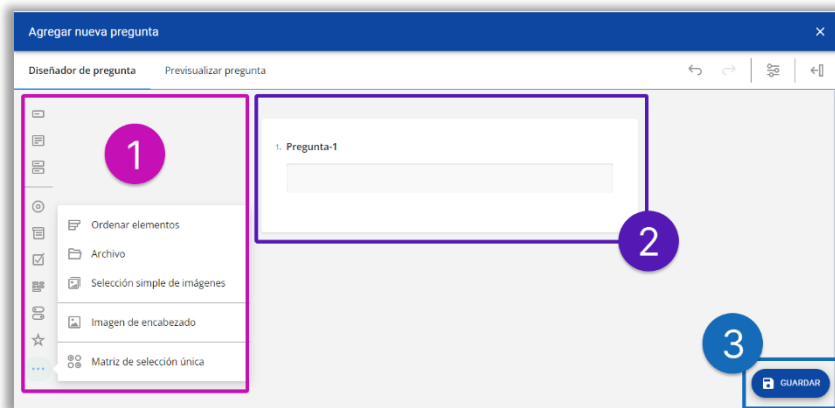 Agregar nueva pregunta
Diseñador de pregunta Previsualizar pregunta
1
1. Pregunta-1
Ordenar elementos
Archivo
Selección simple de imágenes
Imagen de encabezado
Matriz de selección única
2
3
GUARDAR